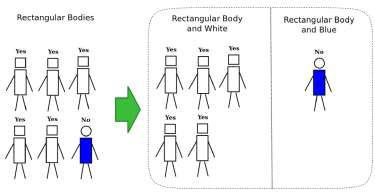 Rectangular Bodies
Yes Yes Yes
Yes Yes No
Rectangular Body
and White
Yes Yes Yes
Yes Yes
Rectangular Body
and Blue
No